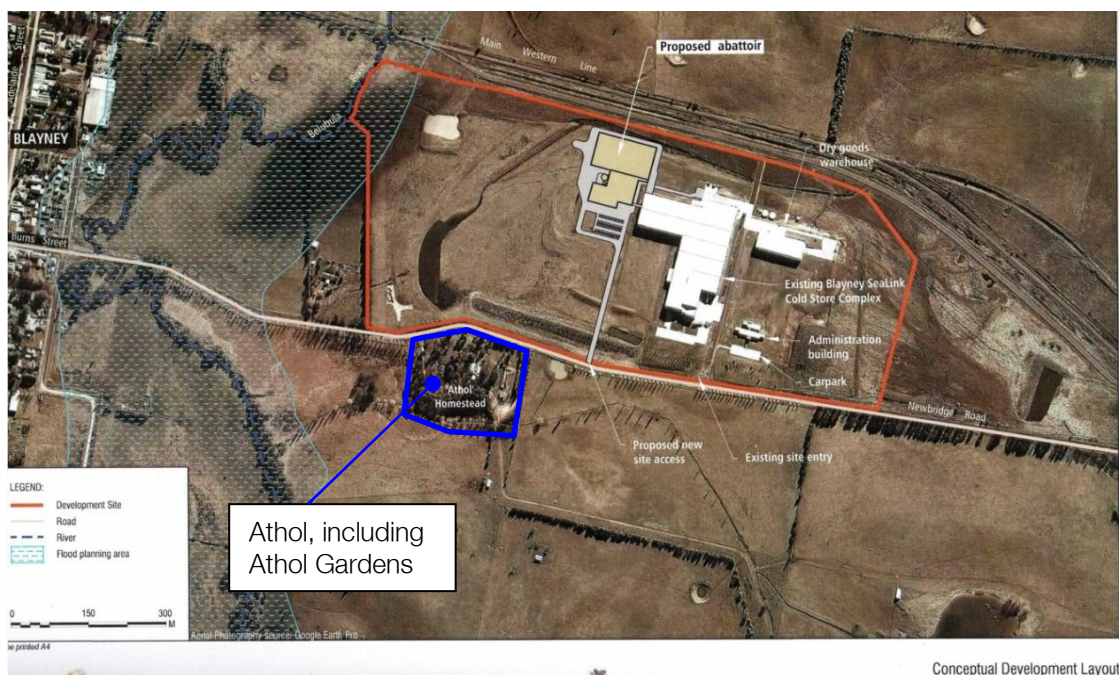 Street
Adelaide
BLAYNEY
Burns Street
Belubula
River
Main Western Line
Proposed abattoir
Dry goods
warehouse
Existing Blayney SeaLink
Cold Store Complex
Administration
building
Carpark
'Athol'
Homestead
Newbridge Road
Proposed new
site access
Existing site entry
Athol, including
Athol Gardens
LEGEND:
Development Site
Road
River
Flood planning area
0 150 300
M
Aerial Photography source: Google Earth Pro
be printed A4
Conceptual Development Layout